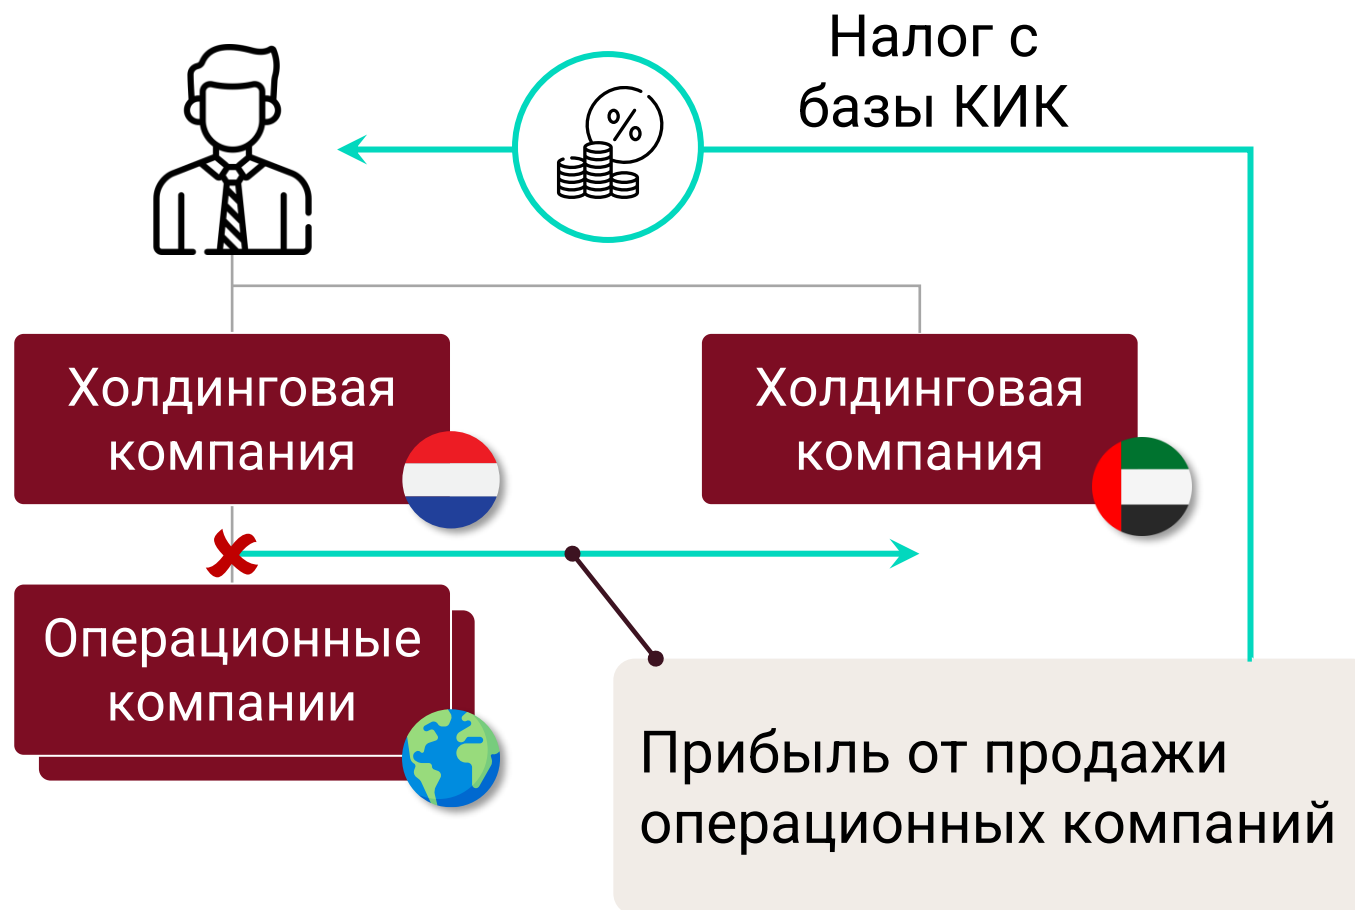 Налог с
базы КИК
Холдинговая
компания
Холдинговая
компания
Операционные
компании
Прибыль от продажи
операционных компаний
%